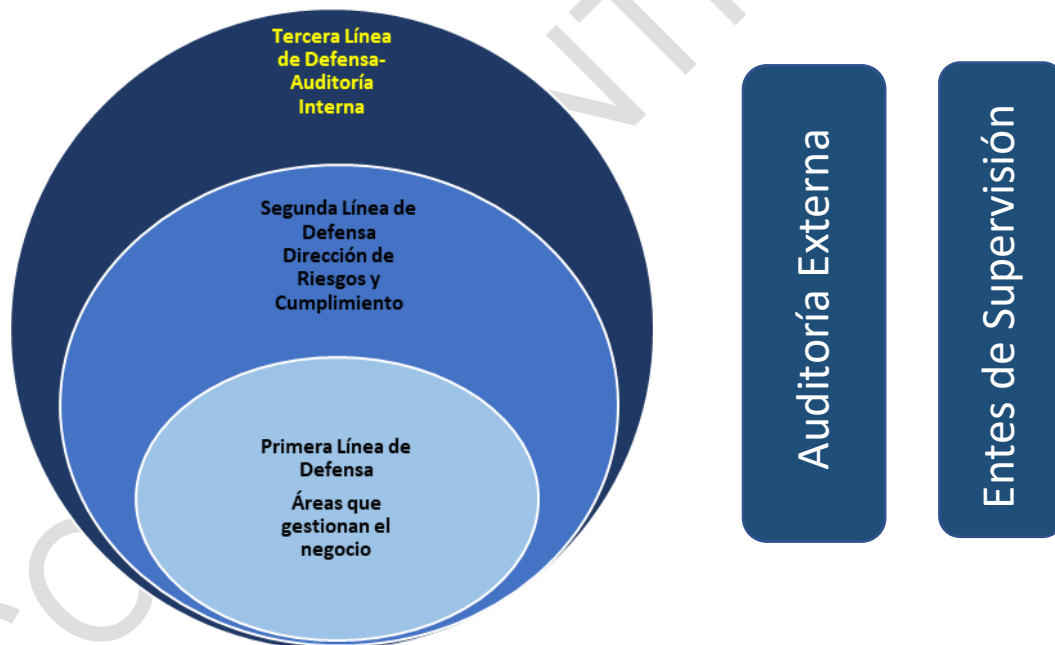 Tercera Línea
de Defensa-
Auditoría
Interna
Segunda Línea de
Defensa
Dirección de
Riesgos y
Cumplimiento
Primera Línea de
Defensa
Áreas que
gestionan el
negocio
Auditoría Externa
Entes de Supervisión